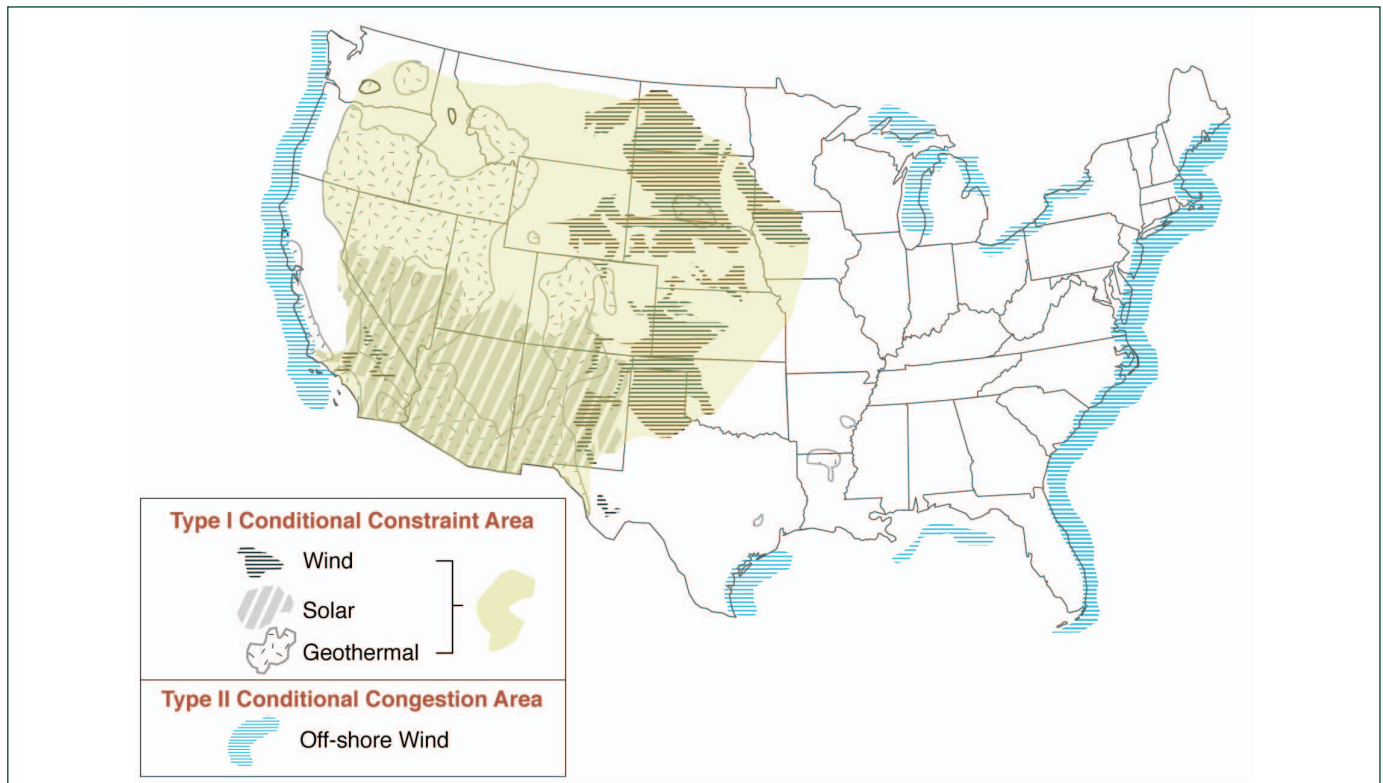 Type I Conditional Constraint Area
Wind
Solar
Geothermal
Type II Conditional Congestion Area
Off-shore Wind